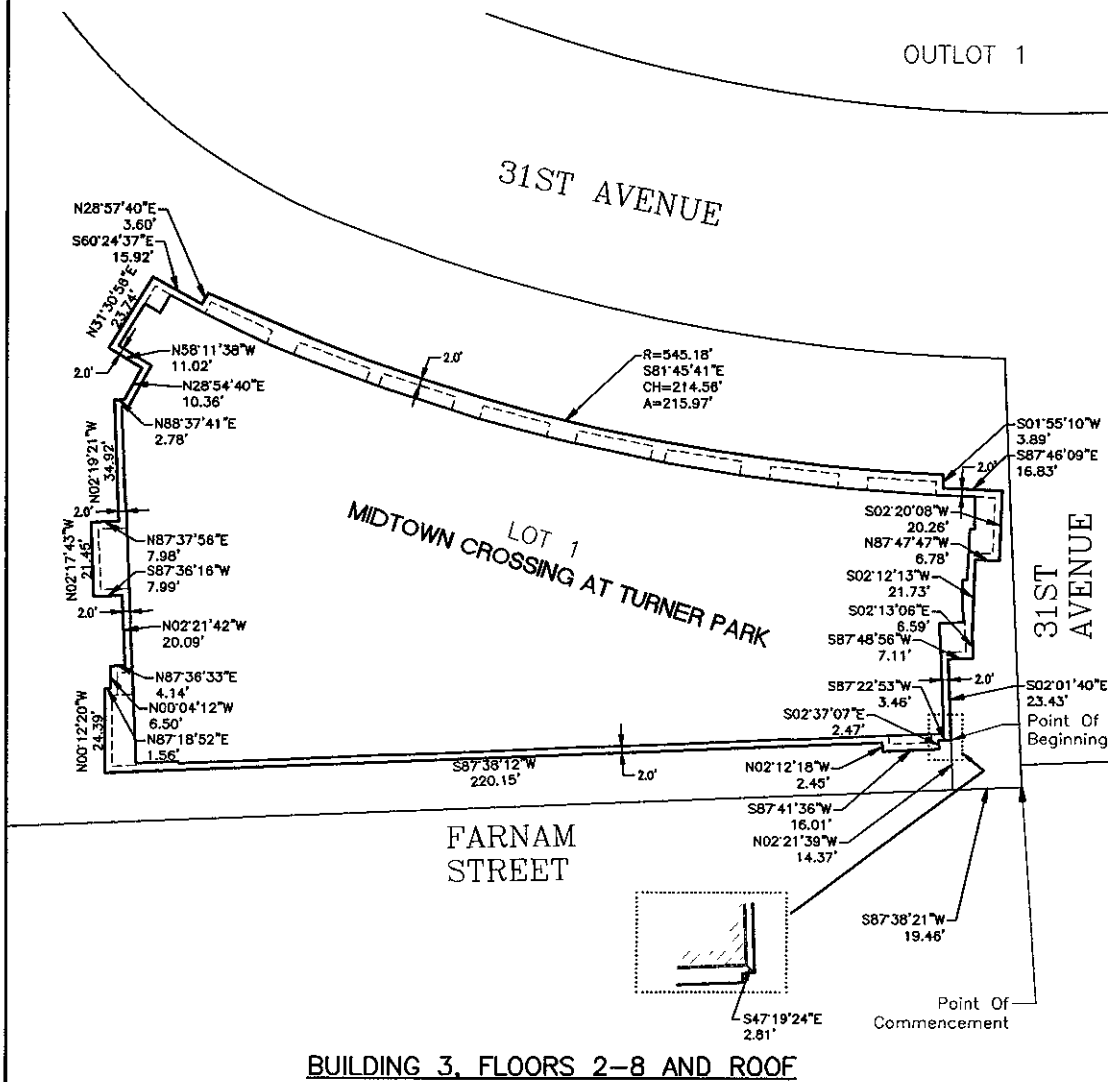 OUTLOT 1
31ST AVENUE
N28°57'40"E
3.60'
S60°24'37"E
15.92'
N31°30'58"E
23.74'
N58°11'38"W
11.02'
2.0'
N28°54'40"E
10.36'
N88°37'41"E
2.78'
2.0'
R=545.18'
S81°45'41"E
CH=214.56'
A=215.97'
S01°55'10"W
3.89'
S87°46'09"E
16.83'
2.0'
N02°19'21"W
34.92'
2.0'
N02°17'43"W
21.45'
N87°37'56"E
7.98'
S87°36'16"W
7.99'
2.0'
N02°21'42"W
20.09'
N87°36'33"E
4.14'
N00°04'12"W
6.50'
N87°18'52"E
1.56'
N00°12'20"W
24.39'
LOT 1
MIDTOWN CROSSING AT TURNER PARK
S02°20'08"W
20.26'
N87°47'47"W
6.78'
S02°12'13"W
21.73'
S02°13'06"E
6.59'
S87°48'56"W
7.11'
S87°22'53"W
3.46'
S02°37'07"E
2.47'
2.0'
31ST
AVENUE
S02°01'40"E
23.43'
Point Of
Beginning
S87°38'12"W
220.15'
2.0'
N02°12'18"W
2.45'
S87°41'36"W
16.01'
N02°21'39"W
14.37'
FARNAM
STREET
S87°38'21"W
19.46'
S47°19'24"E
2.81'
Point Of
Commencement
BUILDING 3, FLOORS 2-8 AND ROOF